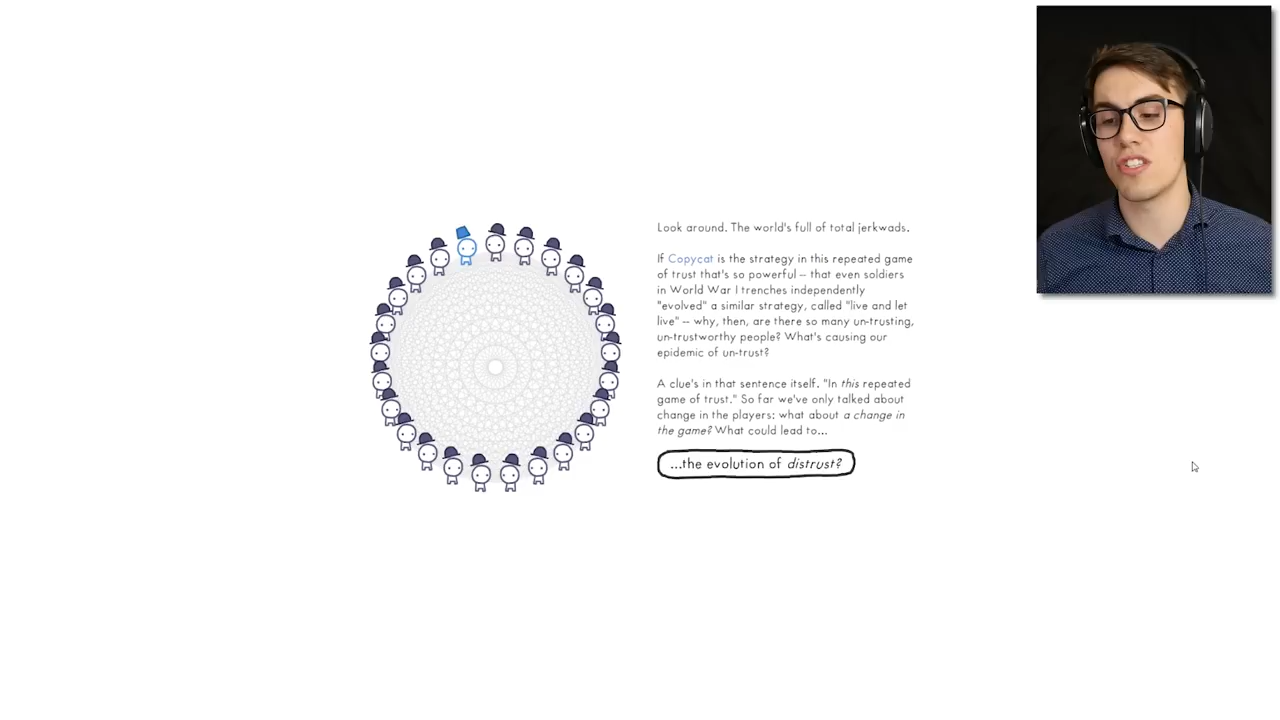 Look around. The world's full of total jerkwads.
If Copycat is the strategy in this repeated game
of trust that's so powerful -- that even soldiers
in World War I trenches independently
"evolved" a similar strategy, called "live and let
live" -- why, then, are there so many un-trusting,
un-trustworthy people? What's causing our
epidemic of un-trust?
A clue's in that sentence itself. "In this repeated
game of trust." So far we've only talked about
change in the players: what about a change in
the game? What could lead to...
...the evolution of distrust?